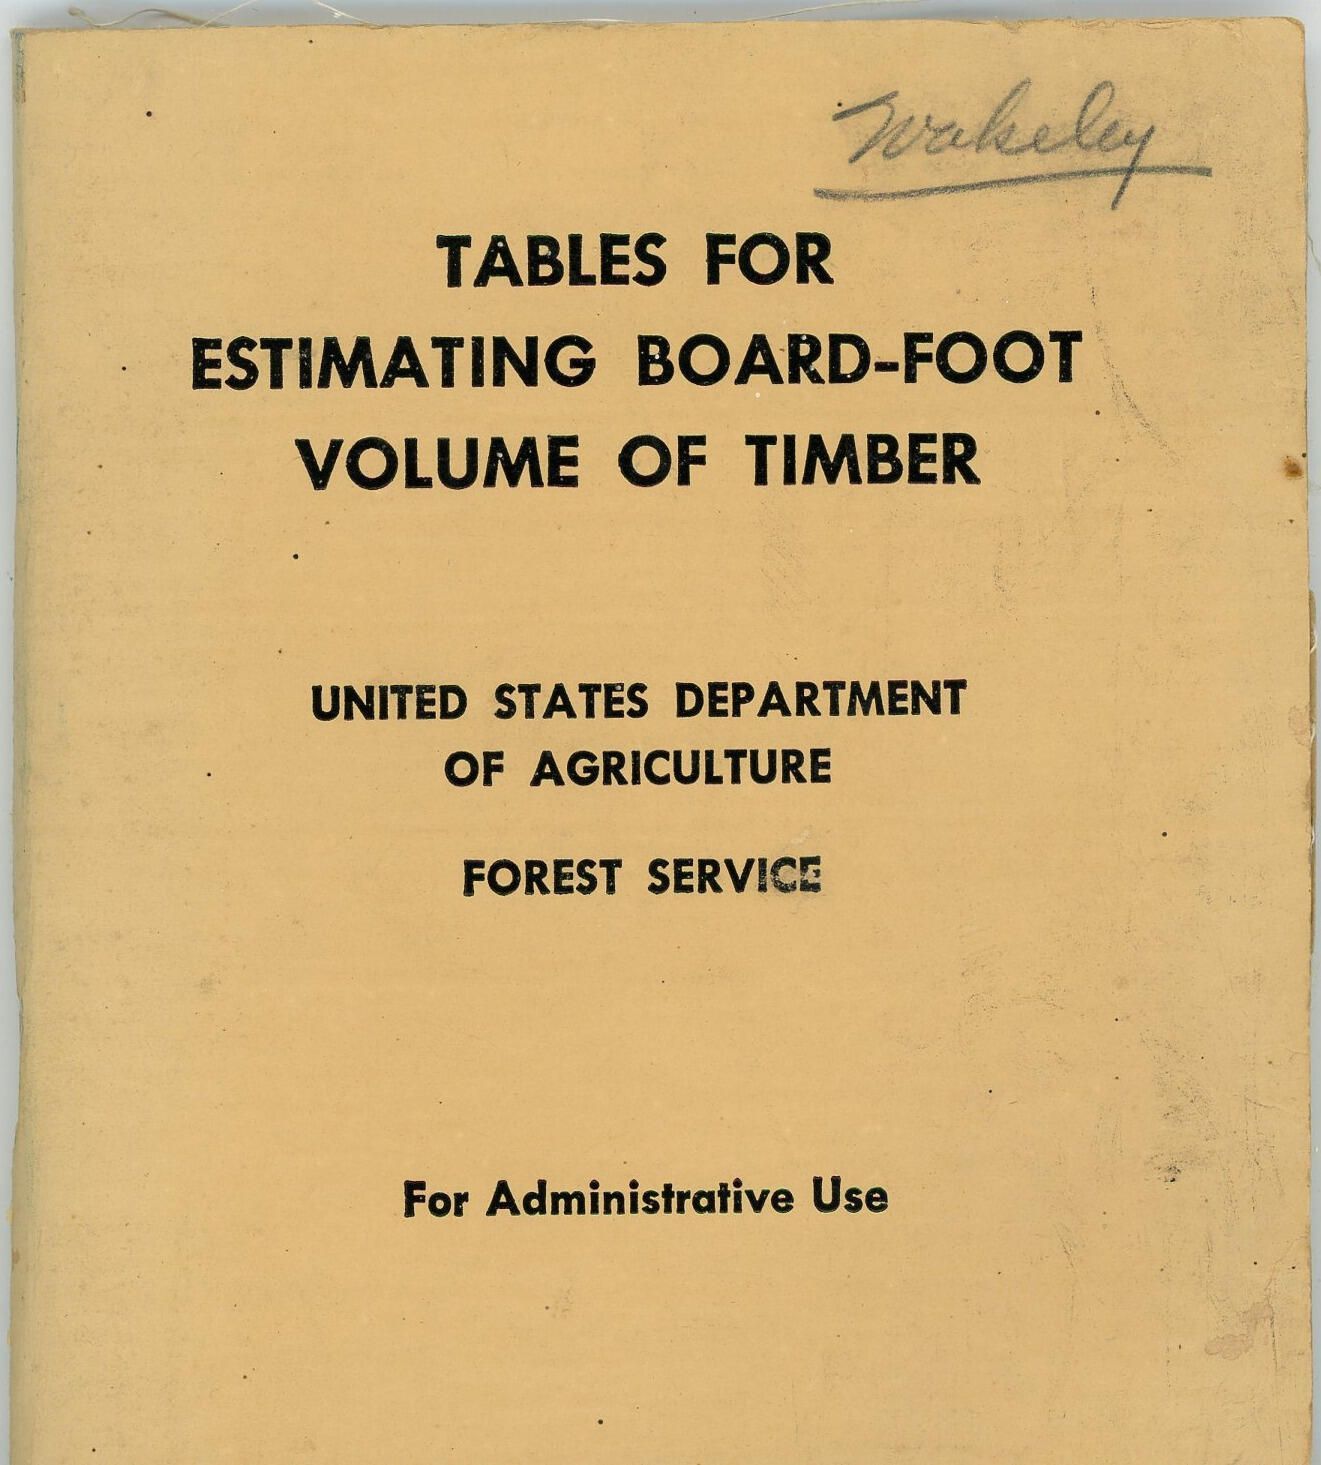 Wakeley
TABLES FOR
ESTIMATING BOARD-FOOT
VOLUME OF TIMBER
UNITED STATES DEPARTMENT
OF AGRICULTURE
FOREST SERVICE
For Administrative Use